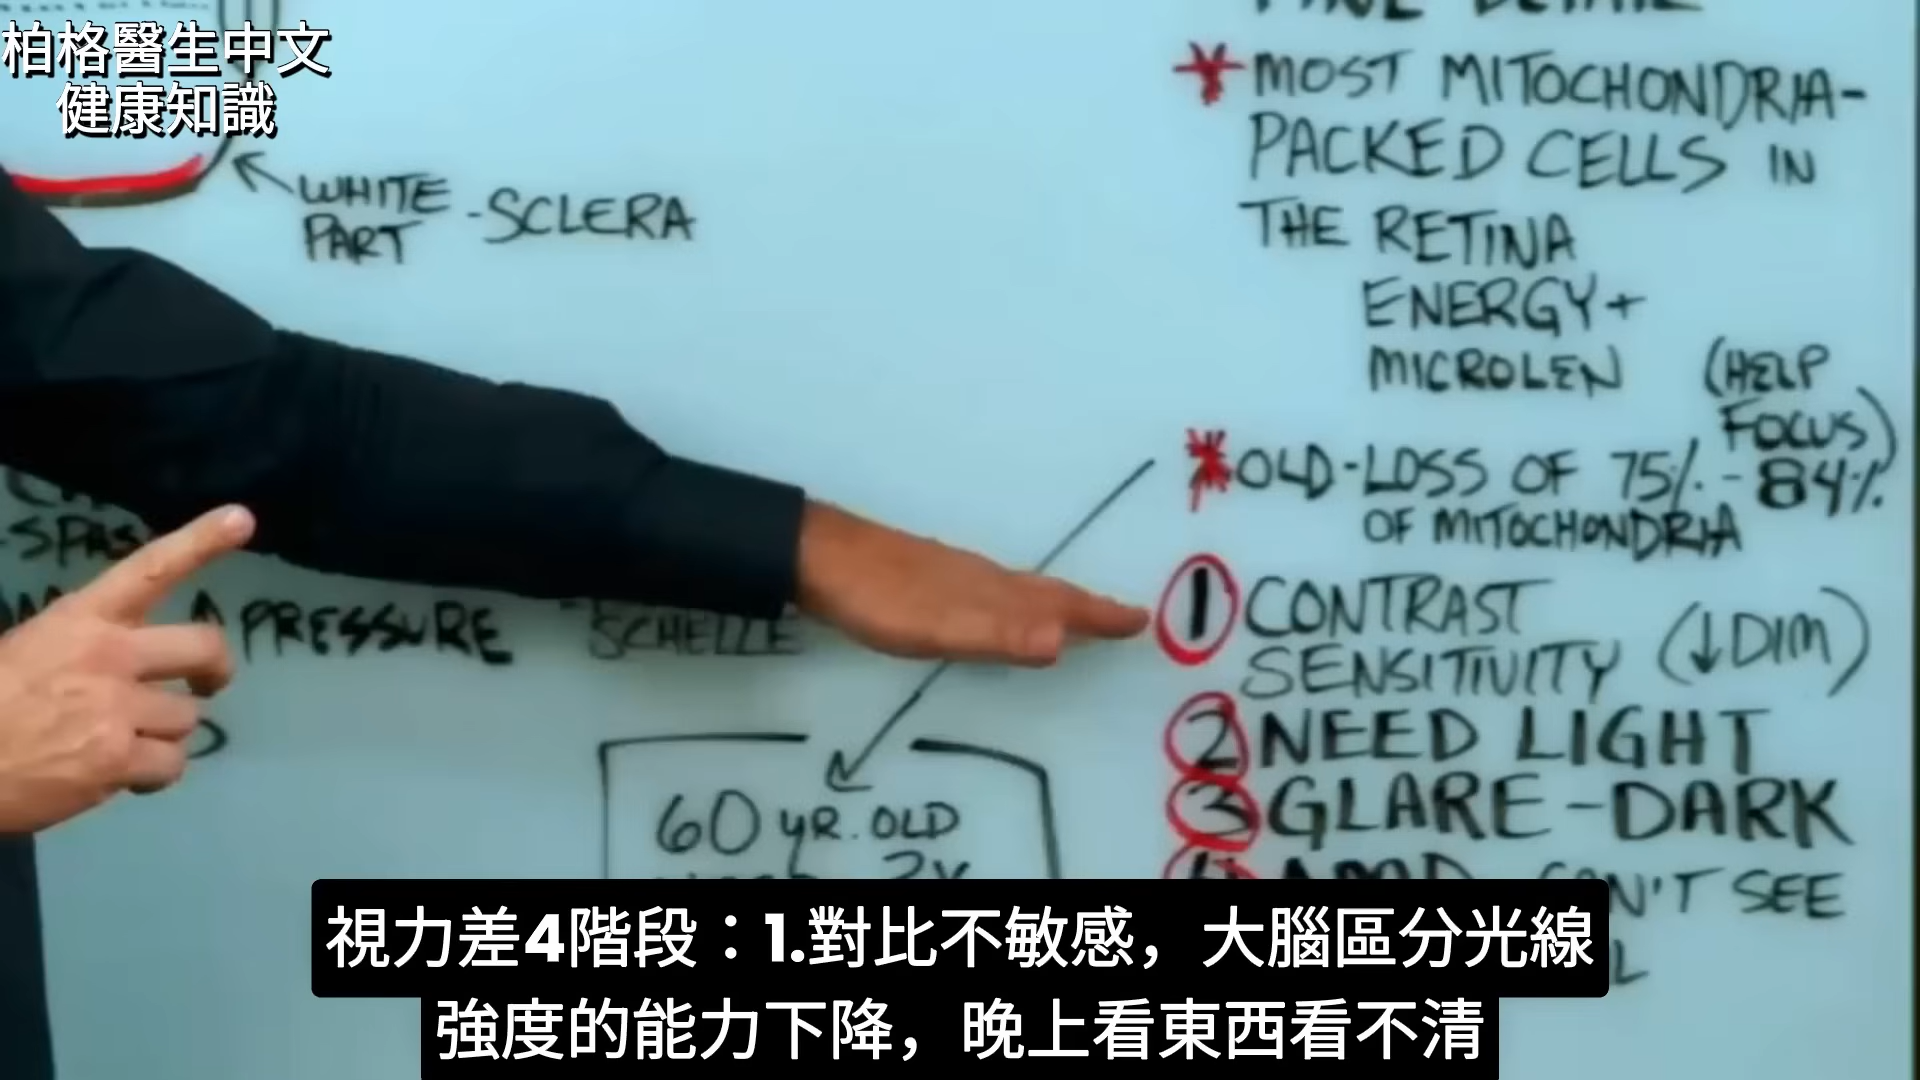 柏格醫生中文
健康知識
FINE DETAIL
* MOST MITOCHONDRIA-
PACKED CELLS IN
THE RETINA
ENERGY +
MICROLEN (HELP
FOCUS)
* OLD-LOSS OF 75%-84%
OF MITOCHONDRIA
1 CONTRAST
SENSITIVITY (↓DIM)
2 NEED LIGHT
3 GLARE-DARK
CAN'T SEE
WHITE
PART -SCLERA
PRESSURE
60 YR. OLD
視力差4階段：1.對比不敏感，大腦區分光線
強度的能力下降，晚上看東西看不清